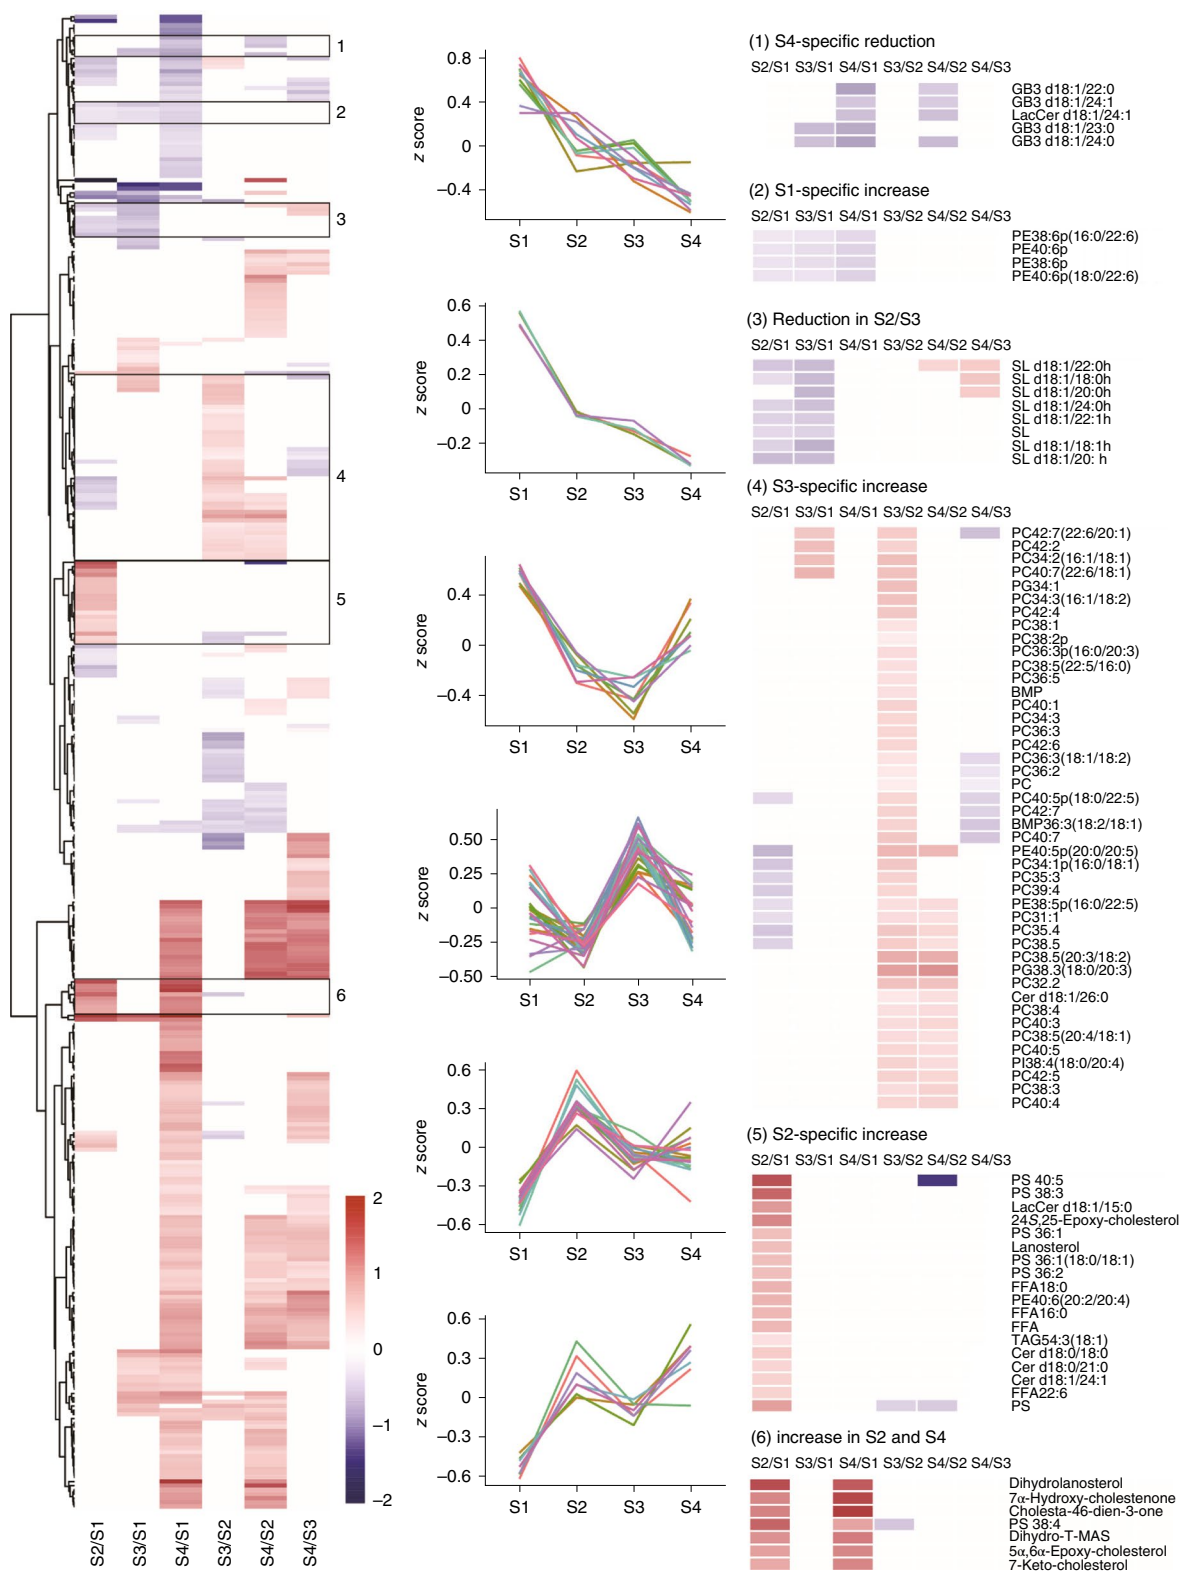 1
2
3
4
5
6
2
1
0
−1
−2
S2/S1
S3/S1
S4/S1
S3/S2
S4/S2
S4/S3
z score
0.8
0.4
0
−0.4
S1 S2 S3 S4
z score
0.6
0.4
0.2
0
−0.2
S1 S2 S3 S4
z score
0.4
0
−0.4
S1 S2 S3 S4
z score
0.50
0.25
0
−0.25
−0.50
S1 S2 S3 S4
z score
0.6
0.3
0
−0.3
−0.6
S1 S2 S3 S4
z score
0.6
0.3
0
−0.3
−0.6
S1 S2 S3 S4
(1) S4-specific reduction
S2/S1 S3/S1 S4/S1 S3/S2 S4/S2 S4/S3
GB3 d18:1/22:0
GB3 d18:1/24:1
LacCer d18:1/24:1
GB3 d18:1/23:0
GB3 d18:1/24:0
(2) S1-specific increase
S2/S1 S3/S1 S4/S1 S3/S2 S4/S2 S4/S3
PE38:6p(16:0/22:6)
PE40:6p
PE38:6p
PE40:6p(18:0/22:6)
(3) Reduction in S2/S3
S2/S1 S3/S1 S4/S1 S3/S2 S4/S2 S4/S3
SL d18:1/22:0h
SL d18:1/18:0h
SL d18:1/20:0h
SL d18:1/24:0h
SL d18:1/22:1h
SL
SL d18:1/18:1h
SL d18:1/20: h
(4) S3-specific increase
S2/S1 S3/S1 S4/S1 S3/S2 S4/S2 S4/S3
PC42:7(22:6/20:1)
PC42:2
PC34:2(16:1/18:1)
PC40:7(22:6/18:1)
PG34:1
PC34:3(16:1/18:2)
PC42:4
PC38:1
PC38:2p
PC36:3p(16:0/20:3)
PC38:5(22:5/16:0)
PC36:5
BMP
PC40:1
PC34:3
PC36:3
PC42:6
PC36:3(18:1/18:2)
PC36:2
PC
PC40:5p(18:0/22:5)
PC42:7
BMP36:3(18:2/18:1)
PC40:7
PE40:5p(20:0/20:5)
PC34:1p(16:0/18:1)
PC35:3
PC39:4
PE38:5p(16:0/22:5)
PC31:1
PC35.4
PC38.5
PC38.5(20:3/18:2)
PG38.3(18:0/20:3)
PC32.2
Cer d18:1/26:0
PC38:4
PC40:3
PC38:5(20:4/18:1)
PC40:5
PI38:4(18:0/20:4)
PC42:5
PC38:3
PC40:4
(5) S2-specific increase
S2/S1 S3/S1 S4/S1 S3/S2 S4/S2 S4/S3
PS 40:5
PS 38:3
LacCer d18:1/15:0
24S,25-Epoxy-cholesterol
PS 36:1
Lanosterol
PS 36:1(18:0/18:1)
PS 36:2
FFA18:0
PE40:6(20:2/20:4)
FFA16:0
FFA
TAG54:3(18:1)
Cer d18:0/18:0
Cer d18:0/21:0
Cer d18:1/24:1
FFA22:6
PS
(6) increase in S2 and S4
S2/S1 S3/S1 S4/S1 S3/S2 S4/S2 S4/S3
Dihydrolanosterol
7α-Hydroxy-cholestenone
Cholesta-46-dien-3-one
PS 38:4
Dihydro-T-MAS
5α,6α-Epoxy-cholesterol
7-Keto-cholesterol